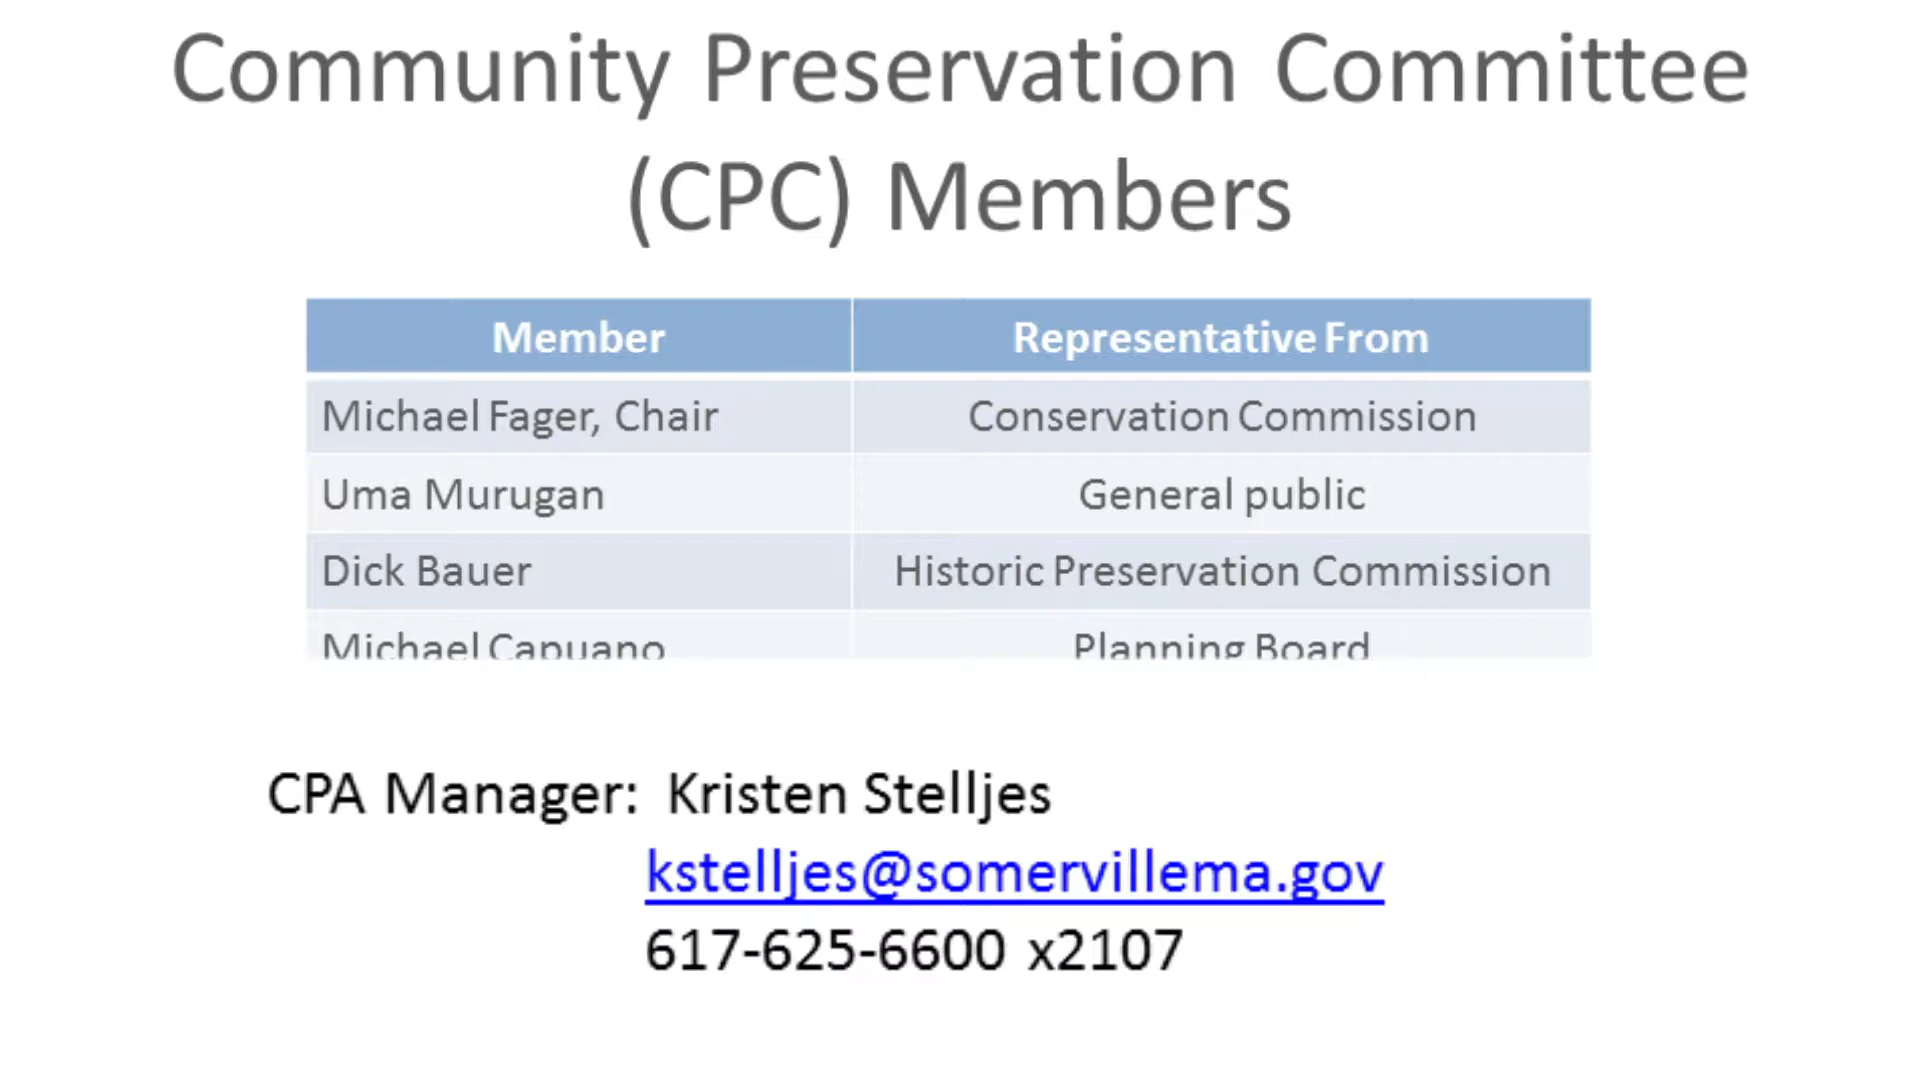 Community Preservation Committee
(CPC) Members
Member Representative From
Michael Fager, Chair Conservation Commission
Uma Murugan General public
Dick Bauer Historic Preservation Commission
Michael Capuano Planning Board
CPA Manager: Kristen Stelljes
kstelljes@somervillema.gov
617-625-6600 x2107